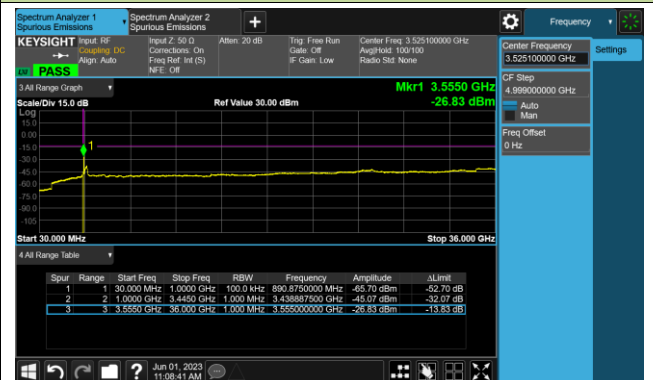 Spectrum Analyzer 1
Spurious Emissions
Spectrum Analyzer 2
Spurious Emissions
Frequency
KEYSIGHT
Input: RF
Coupling: DC
Align: Auto
Input Z: 50 Ω
Corrections: On
Freq Ref: Int (S)
NFE: Off
Atten: 20 dB
Trig: Free Run
Gate: Off
IF Gain: Low
Center Freq: 3.525100000 GHz
Avg|Hold: 100/100
Radio Std: None
PASS
Center Frequency
3.525100000 GHz
Settings
CF Step
4.999000000 GHz
Auto
Man
Freq Offset
0 Hz
3 All Range Graph
Mkr1 3.5550 GHz
Scale/Div 15.0 dB
Ref Value 30.00 dBm
-26.83 dBm
Log
15.0
0.00
-15.0
-30.0
-45.0
-60.0
-75.0
-90.0
-105
1
Start 30.000 MHz
Stop 36.000 GHz
4 All Range Table
Spur Range Start Freq Stop Freq RBW Frequency Amplitude ΔLimit
1 1 30.000 MHz 1.0000 GHz 100.0 kHz 890.8750000 MHz -65.70 dBm -52.70 dB
2 2 1.0000 GHz 3.4450 GHz 1.000 MHz 3.438887500 GHz -45.07 dBm -32.07 dB
3 3 3.5550 GHz 36.000 GHz 1.000 MHz 3.555000000 GHz -26.83 dBm -13.83 dB
?
Jun 01, 2023
11:08:41 AM